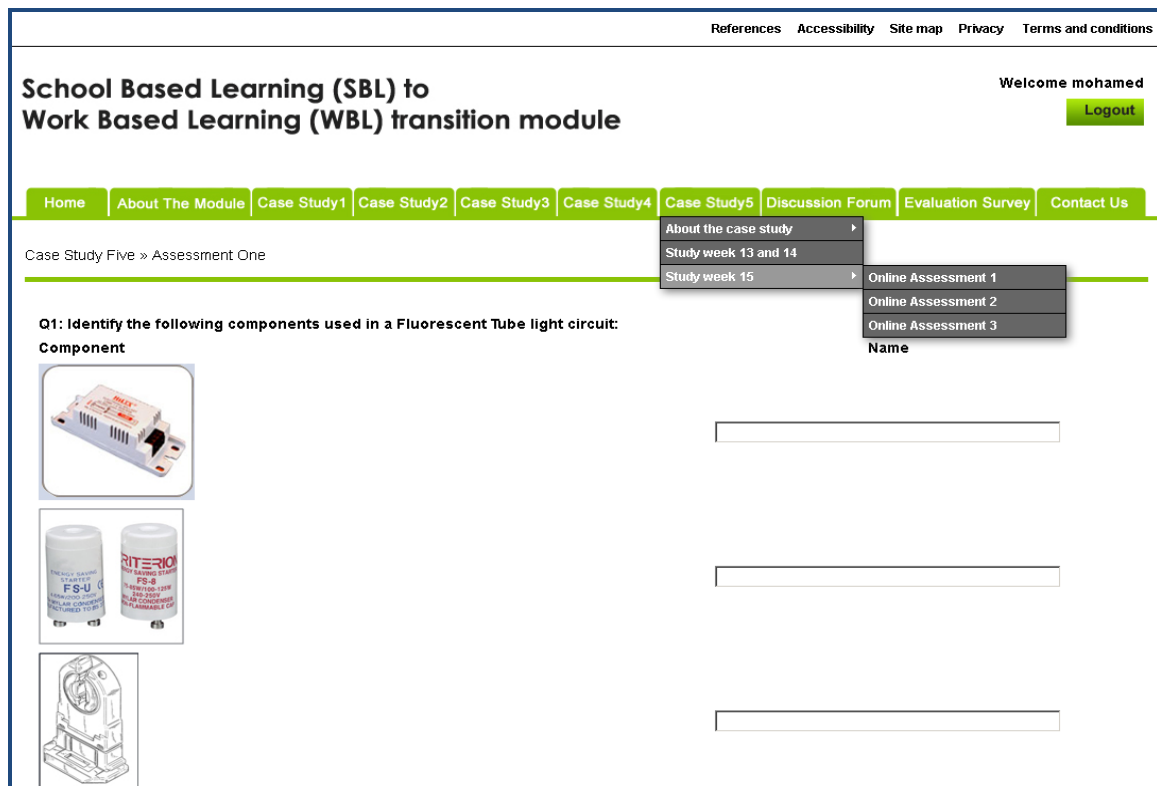 References Accessibility Site map Privacy Terms and conditions
School Based Learning (SBL) to
Work Based Learning (WBL) transition module
Welcome mohamed
Logout
Home About The Module Case Study1 Case Study2 Case Study3 Case Study4 Case Study5 Discussion Forum Evaluation Survey Contact Us
About the case study
Study week 13 and 14
Study week 15
Online Assessment 1
Online Assessment 2
Online Assessment 3
Case Study Five » Assessment One
Q1: Identify the following components used in a Fluorescent Tube light circuit:
Component Name
ENERGY SAVING
STARTER
FS-U
RITERION
FS-8
240-250V